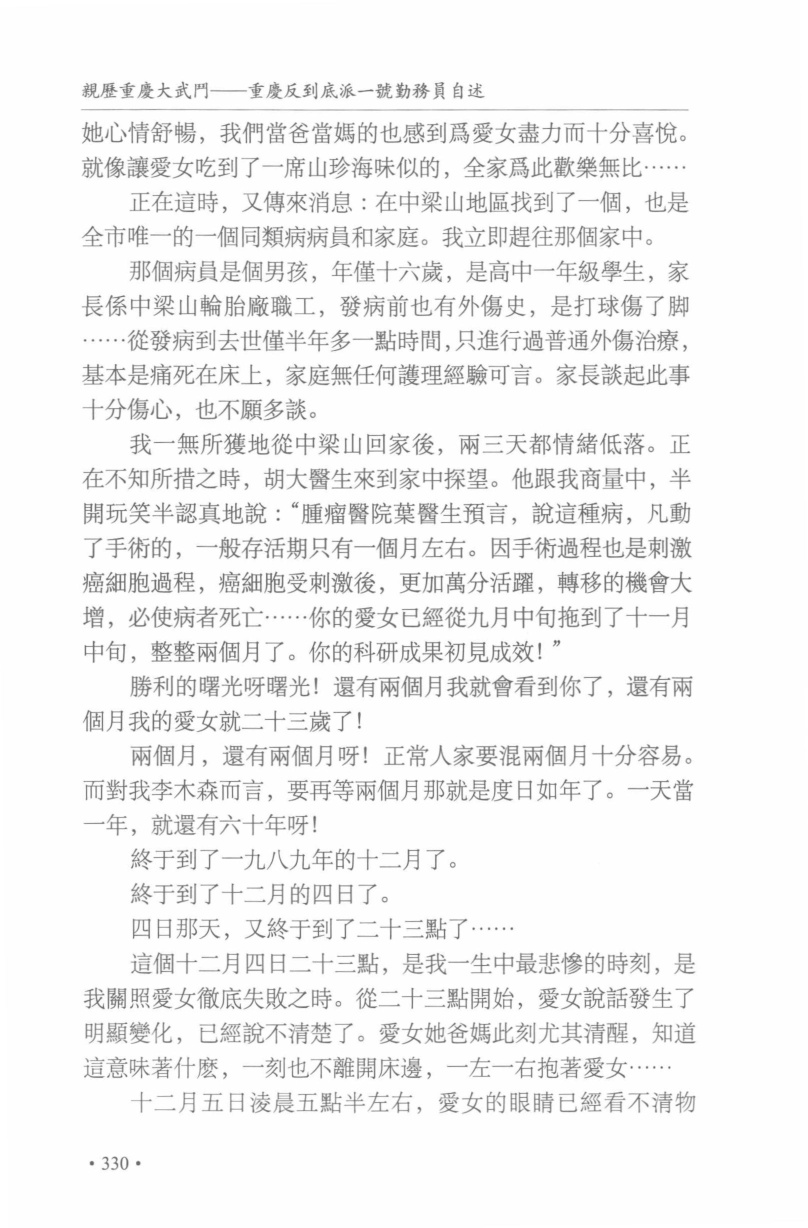 親歷重慶大武鬥——重慶反到底派一號勤務員自述
她心情舒暢，我們當爸當媽的也感到爲愛女盡力而十分喜悅。
就像讓愛女吃到了一席山珍海味似的，全家爲此歡樂無比⋯⋯
正在這時，又傳來消息：在中梁山地區找到了一個，也是
全市唯一的一個同類病病員和家庭。我立即趕往那個家中。
那個病員是個男孩，年僅十六歲，是高中一年級學生，家
長係中梁山輪胎廠職工，發病前也有外傷史，是打球傷了脚
⋯⋯從發病到去世僅半年多一點時間，只進行過普通外傷治療，
基本是痛死在床上，家庭無任何護理經驗可言。家長談起此事
十分傷心，也不願多談。
我一無所獲地從中梁山回家後，兩三天都情緒低落。正
在不知所措之時，胡大醫生來到家中探望。他跟我商量中，半
開玩笑半認真地說：“腫瘤醫院葉醫生預言，說這種病，凡動
了手術的，一般存活期只有一個月左右。因手術過程也是刺激
癌細胞過程，癌細胞受刺激後，更加萬分活躍，轉移的機會大
增，必使病者死亡⋯⋯你的愛女已經從九月中旬拖到了十一月
中旬，整整兩個月了。你的科研成果初見成效！”
勝利的曙光呀曙光！還有兩個月我就會看到你了，還有兩
個月我的愛女就二十三歲了！
兩個月，還有兩個月呀！正常人家要混兩個月十分容易。
而對我李木森而言，要再等兩個月那就是度日如年了。一天當
一年，就還有六十年呀！
終于到了一九八九年的十二月了。
終于到了十二月的四日了。
四日那天，又終于到了二十三點了⋯⋯
這個十二月四日二十三點，是我一生中最悲慘的時刻，是
我關照愛女徹底失敗之時。從二十三點開始，愛女說話發生了
明顯變化，已經說不清楚了。愛女她爸媽此刻尤其清醒，知道
這意味著什麽，一刻也不離開床邊，一左一右抱著愛女⋯⋯
十二月五日淩晨五點半左右，愛女的眼睛已經看不清物
·330·